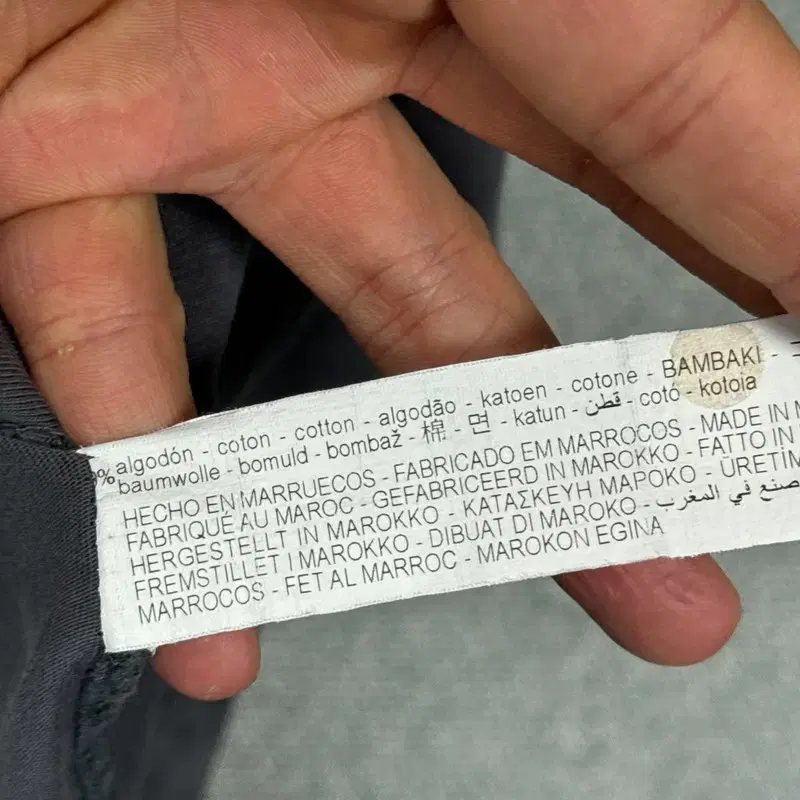 % algodón - coton - cotton - algodão - katoen - cotone - BAMBAKI -
baumwolle - bomuld - bombaž - 棉 - 면 - katun - قطن - coto - kotoia
HECHO EN MARRUECOS - FABRICADO EM MARROCOS - MADE IN
FABRIQUÉ AU MAROC - GEFABRICEERD IN MAROKKO - FATTO IN
HERGESTELLT IN MAROKKO - ΚΑΤΑΣΚΕΥΗ ΜΑΡΟΚΟ - ÜRETİM
FREMSTILLET I MAROKKO - DIBUAT DI MAROKO - صنع في المغرب
MARROCOS - FET AL MARROC - MAROKON EGINA